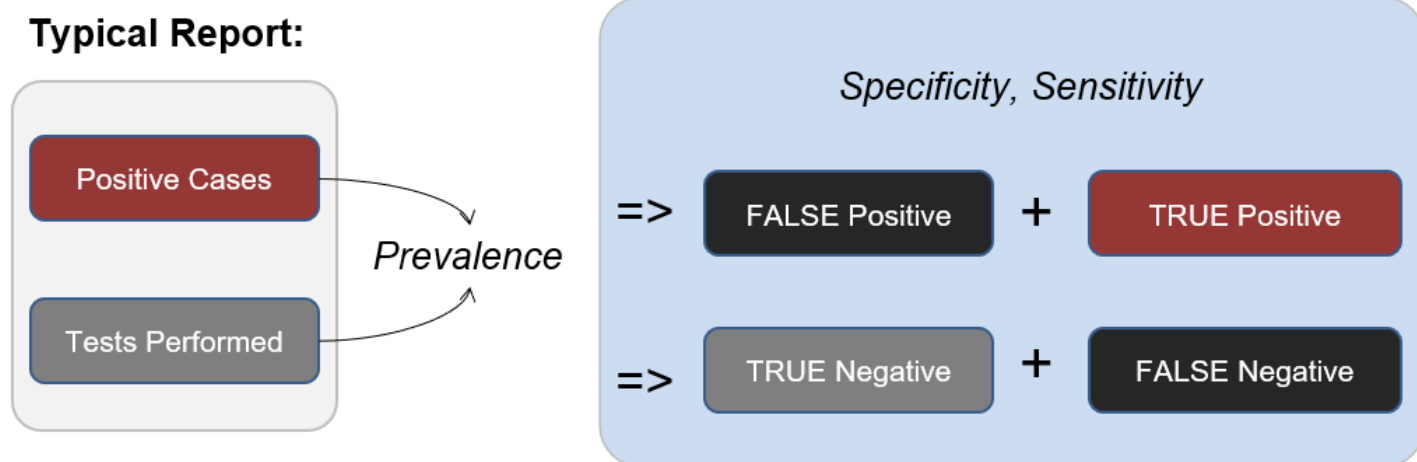 Typical Report:
Specificity, Sensitivity
Positive Cases
=>
FALSE Positive
+
TRUE Positive
Prevalence
Tests Performed
=>
TRUE Negative
+
FALSE Negative